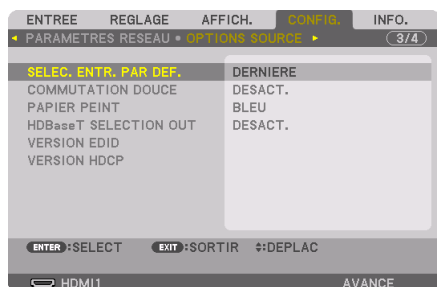 ENTREE REGLAGE AFFICH. CONFIG. INFO.
◂ PARAMETRES RESEAU • OPTIONS SOURCE ▸ 3/4
SELEC. ENTR. PAR DEF. DERNIERE
COMMUTATION DOUCE DESACT.
PAPIER PEINT BLEU
HDBaseT SELECTION OUT DESACT.
VERSION EDID
VERSION HDCP
ENTER :SELECT EXIT :SORTIR ÷:DEPLAC
HDMI1 AVANCE